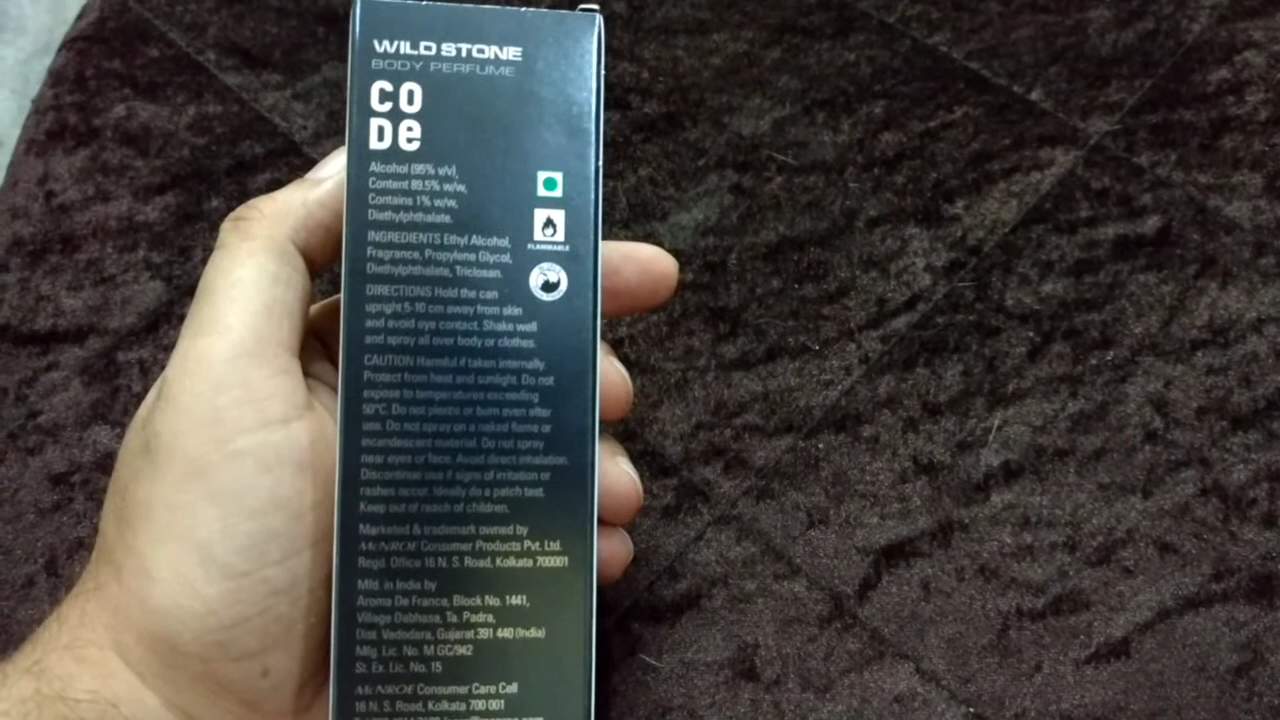 WILD STONE
BODY PERFUME
CO
De
Alcohol (95% v/v),
Content 89.5% w/w,
Contains 1% w/w,
Diethylphthalate.
FLAMMABLE
INGREDIENTS Ethyl Alcohol,
Fragrance, Propylene Glycol,
Diethylphthalate, Triclosan.
DIRECTIONS Hold the can
upright 5-10 cm away from skin
and avoid eye contact. Shake well
and spray all over body or clothes.
CAUTION Harmful if taken internally.
Protect from heat and sunlight. Do not
expose to temperatures exceeding
50°C. Do not pierce or burn even after
use. Do not spray on a naked flame or
incandescent material. Do not spray
near eyes or face. Avoid direct inhalation.
Discontinue use if signs of irritation or
rashes occur. Ideally do a patch test.
Keep out of reach of children.
Marketed & trademark owned by
McNROE Consumer Products Pvt. Ltd.
Regd. Office 16 N. S. Road, Kolkata 700001
Mfd. in India by
Aroma De France, Block No. 1441,
Village Dabhasa, Ta. Padra,
Dist. Vadodara, Gujarat 391 440 (India)
Mfg. Lic. No. M GC/942
St. Ex. Lic. No. 15
McNROE Consumer Care Cell
16 N. S. Road, Kolkata 700 001